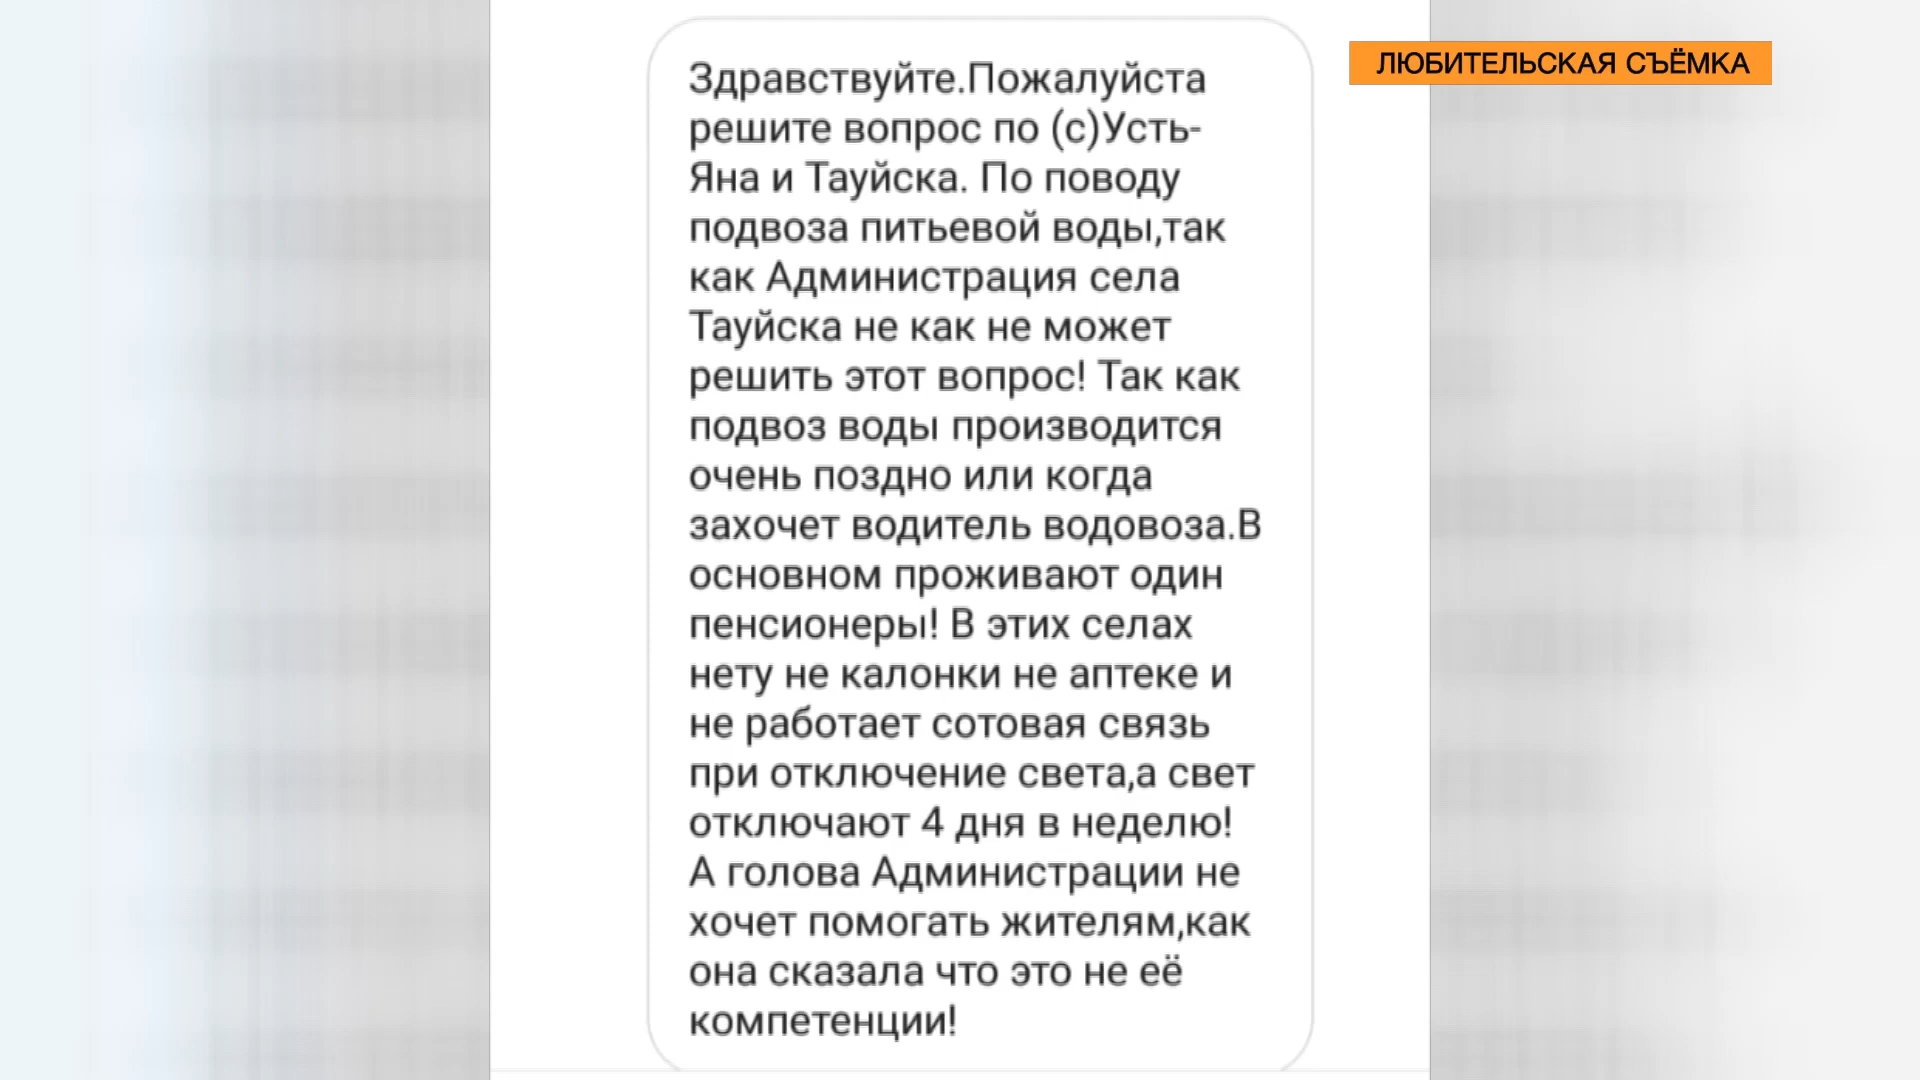 ЛЮБИТЕЛЬСКАЯ СЪЁМКА
Здравствуйте.Пожалуйста
решите вопрос по (с)Усть-
Яна и Тауйска. По поводу
подвоза питьевой воды,так
как Администрация села
Тауйска не как не может
решить этот вопрос! Так как
подвоз воды производится
очень поздно или когда
захочет водитель водовоза.В
основном проживают один
пенсионеры! В этих селах
нету не калонки не аптеке и
не работает сотовая связь
при отключение света,а свет
отключают 4 дня в неделю!
А голова Администрации не
хочет помогать жителям,как
она сказала что это не её
компетенции!